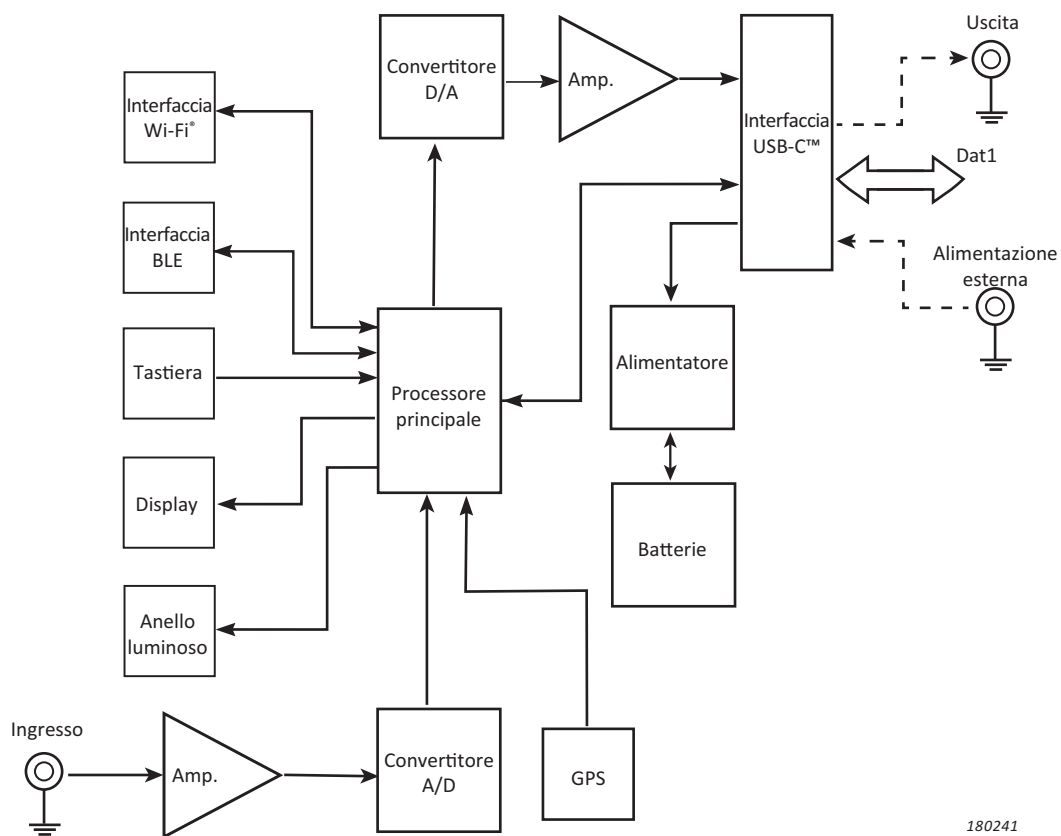 Uscita
Convertitore
D/A
Amp.
Interfaccia
USB-C™
Interfaccia
Wi-Fi®
Dat1
Interfaccia
BLE
Alimentazione
esterna
Tastiera
Processore
principale
Alimentatore
Display
Batterie
Anello
luminoso
Ingresso
Amp.
Convertitore
A/D
GPS
180241